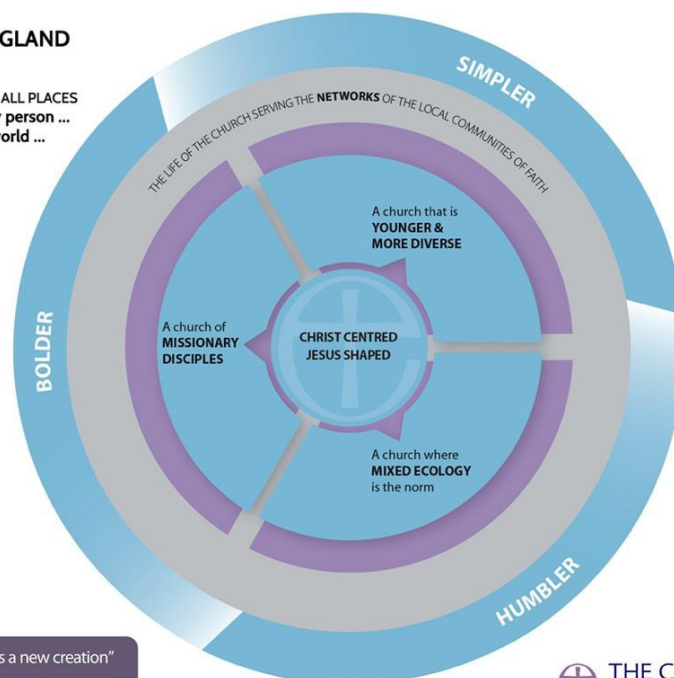 GLAND
ALL PLACES
person ...
world ...
SIMPLER
THE LIFE OF THE CHURCH SERVING THE NETWORKS OF THE LOCAL COMMUNITIES OF FAITH
A church that is
YOUNGER &
MORE DIVERSE
BOLDER
A church of
MISSIONARY
DISCIPLES
CHRIST CENTRED
JESUS SHAPED
A church where
MIXED ECOLOGY
is the norm
HUMBLER
s a new creation"
THE C